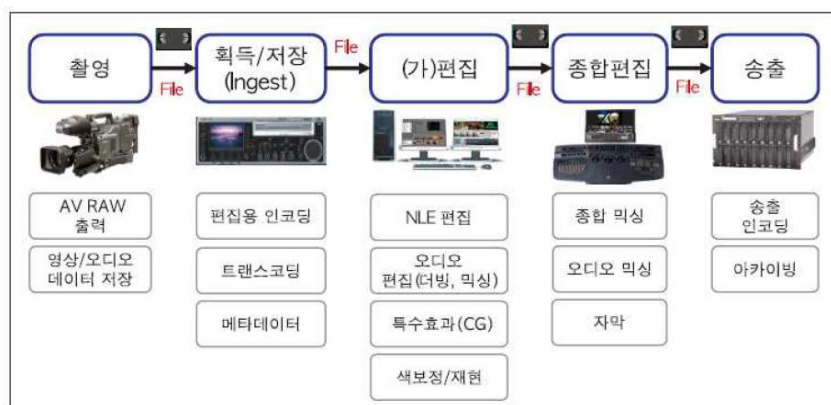 촬영
File
획득/저장
(Ingest)
File
(가)편집
File
종합편집
File
송출
AV RAW
출력
영상/오디오
데이터 저장
편집용 인코딩
트랜스코딩
메타데이터
NLE 편집
오디오
편집(더빙, 믹싱)
특수효과(CG)
색보정/재현
종합 믹싱
오디오 믹싱
자막
송출
인코딩
아카이빙